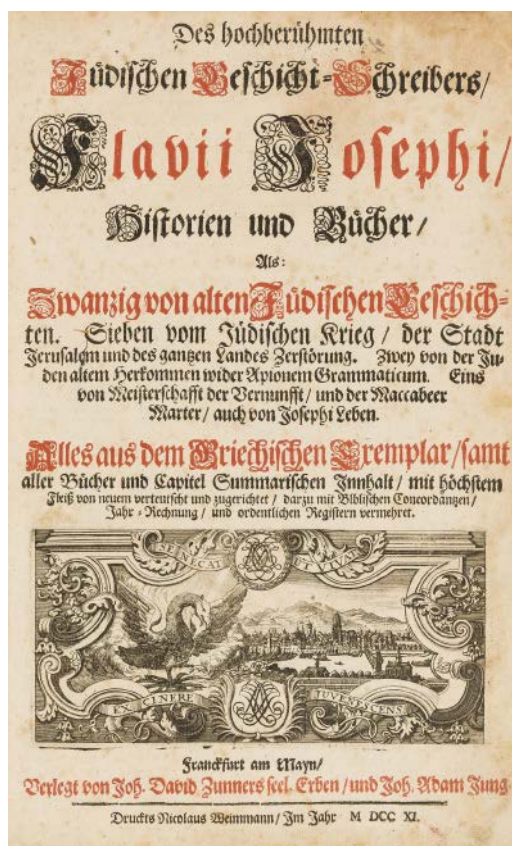 Des hochberühmten
Jüdischen Geschicht-Schreibers/
Flavii Josephi/
Historien und Bücher/
Als:
Zwanzig von alten Jüdischen Geschich-
ten. Sieben vom Jüdischen Krieg / der Stadt
Jerusalem und des gantzen Landes Zerstörung. Zwey von der Ju-
den altem Herkommen wider Apionem Grammaticum. Eins
von Meisterschafft der Vernunfft / und der Maccabeer
Marter / auch von Josephi Leben.
Alles aus dem Griechischen Exemplar / samt
aller Bücher und Capitel Summarischen Innhalt / mit höchstem
Fleiß von neuem verteutscht und zugerichtet / darzu mit Biblischen Concordantzen /
Jahr-Rechnung / und ordentlichen Registern vermehret.
ET VIVAT
EX CINERE
IUVENESCENS
Franckfurt am Mayn/
Verlegt von Joh. David Zunners seel. Erben / und Joh. Adam Jung
Druckts Nicolaus Weinmann / Im Jahr M DCC XI.